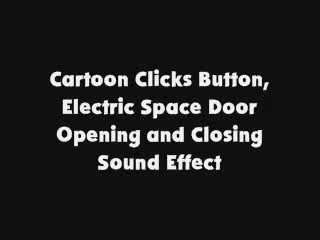 Cartoon Clicks Button,
Electric Space Door
Opening and Closing
Sound Effect